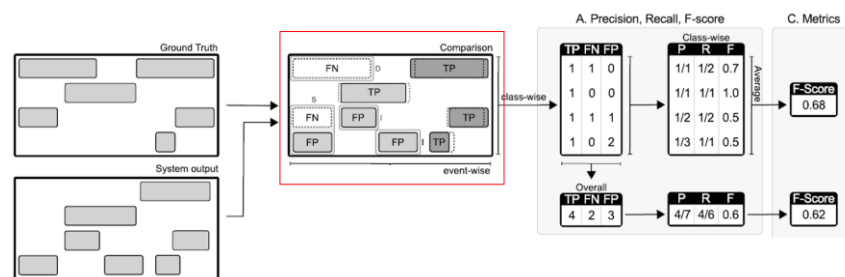 A. Precision, Recall, F-score
C. Metrics
Ground Truth
Comparison
FN
D
TP
TP
S
FN
FP
I
TP
FP
FP
I
TP
class-wise
event-wise
System output
TP FN FP
1 1 0
1 0 0
1 1 1
1 0 2
Class-wise
P R F
1/1 1/2 0.7
1/1 1/1 1.0
1/2 1/2 0.5
1/3 1/1 0.5
Average
F-Score
0.68
Overall
TP FN FP
4 2 3
P R F
4/7 4/6 0.6
F-Score
0.62